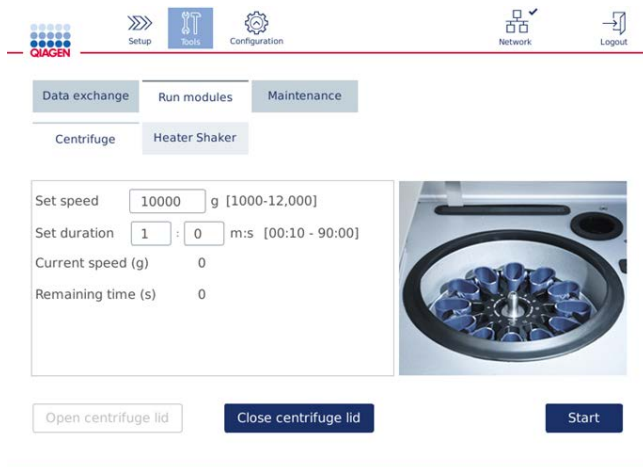 QIAGEN
Setup
Tools
Configuration
Network
Logout
Data exchange Run modules Maintenance
Centrifuge Heater Shaker
Set speed 10000 g [1000-12,000]
Set duration 1 : 0 m:s [00:10 - 90:00]
Current speed (g) 0
Remaining time (s) 0
Open centrifuge lid Close centrifuge lid Start